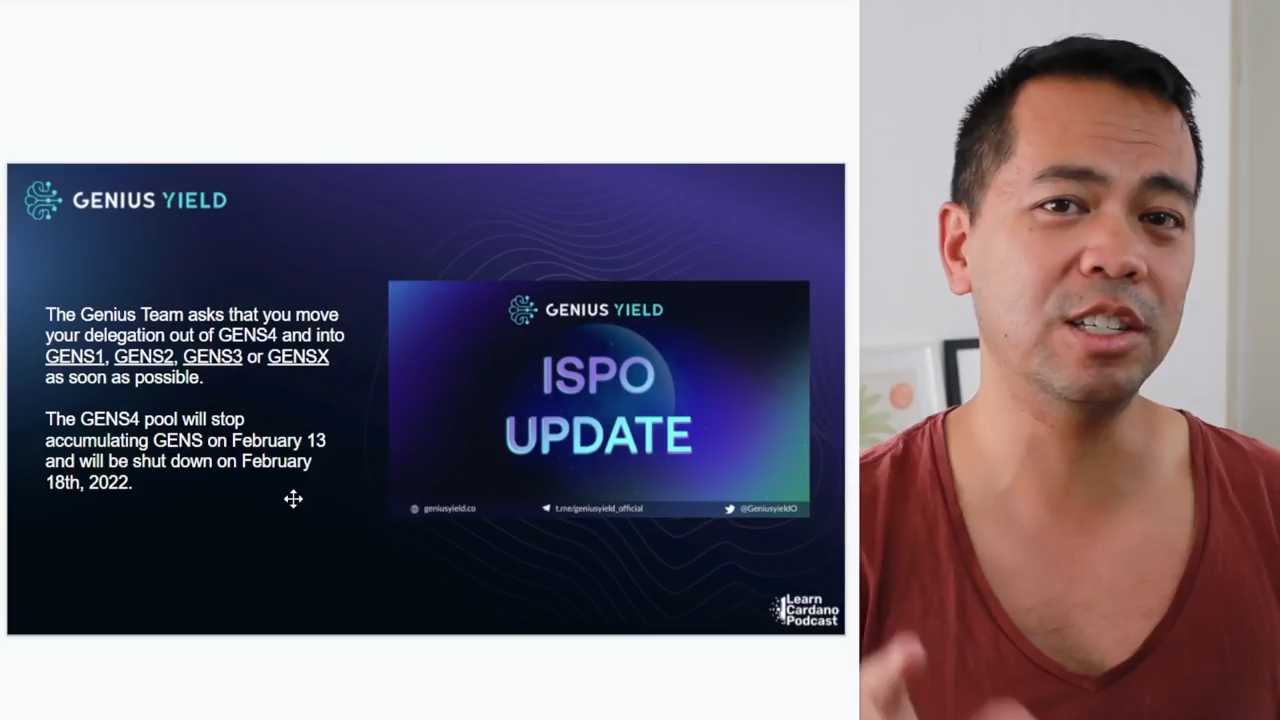 GENIUS YIELD
The Genius Team asks that you move
your delegation out of GENS4 and into
GENS1, GENS2, GENS3 or GENSX
as soon as possible.
The GENS4 pool will stop
accumulating GENS on February 13
and will be shut down on February
18th, 2022.
GENIUS YIELD
ISPO
UPDATE
geniusyield.co
t.me/geniusyield_official
@GeniusyieldO
Learn
Cardano
Podcast